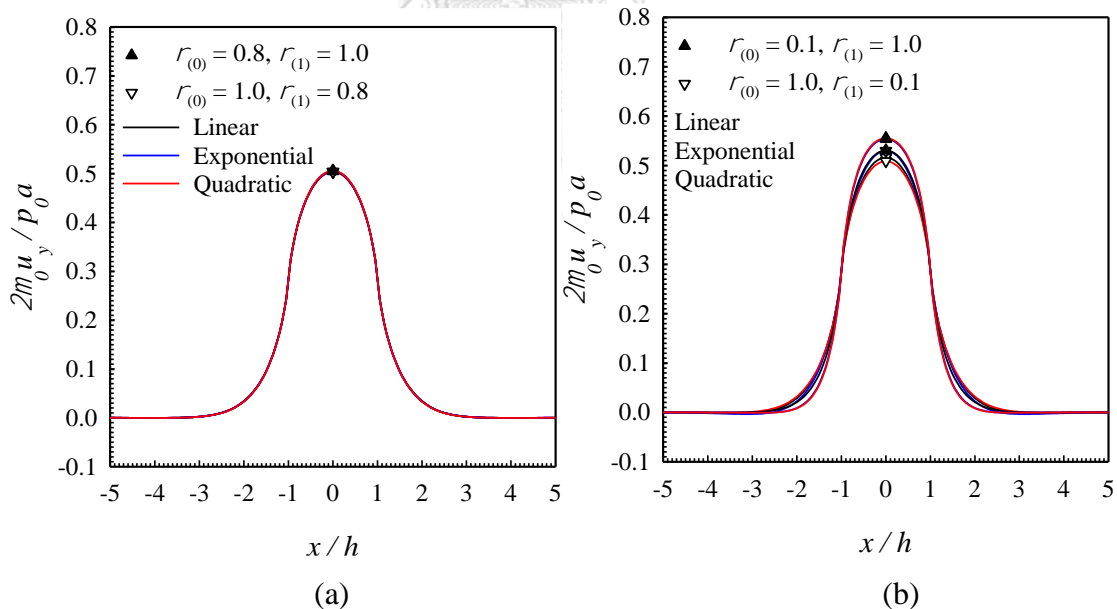 0.8
0.7
0.6
0.5
0.4
0.3
0.2
0.1
0.0
-0.1
2m₀u_y / p₀a
r(0) = 0.8, r(1) = 1.0
r(0) = 1.0, r(1) = 0.8
Linear
Exponential
Quadratic
-5 -4 -3 -2 -1 0 1 2 3 4 5
x / h
(a)
0.8
0.7
0.6
0.5
0.4
0.3
0.2
0.1
0.0
-0.1
2m₀u_y / p₀a
r(0) = 0.1, r(1) = 1.0
r(0) = 1.0, r(1) = 0.1
Linear
Exponential
Quadratic
-5 -4 -3 -2 -1 0 1 2 3 4 5
x / h
(b)